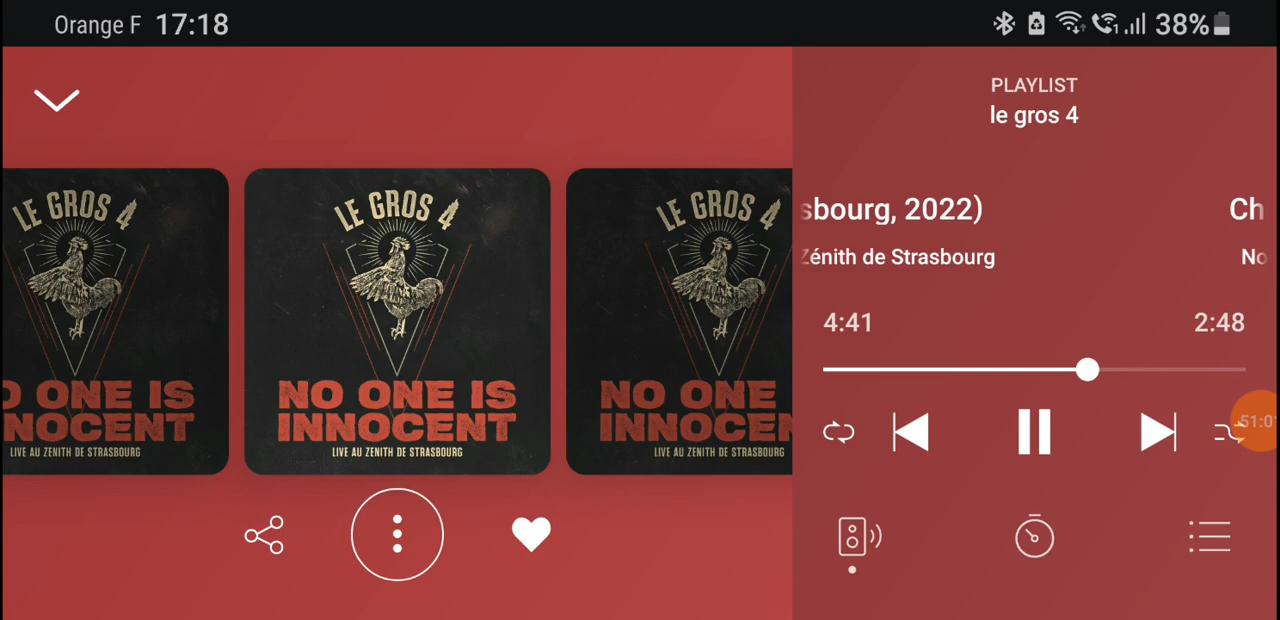 Orange F 17:18
38%
PLAYLIST
le gros 4
LE GROS 4
NO ONE IS
INNOCENT
LIVE AU ZENITH DE STRASBOURG
LE GROS 4
NO ONE IS
INNOCENT
LIVE AU ZENITH DE STRASBOURG
LE GROS 4
NO ONE
INNOCEN
LIVE AU ZENITH DE STRASBOURG
sbourg, 2022) Ch
Zénith de Strasbourg No
4:41 2:48
51:0